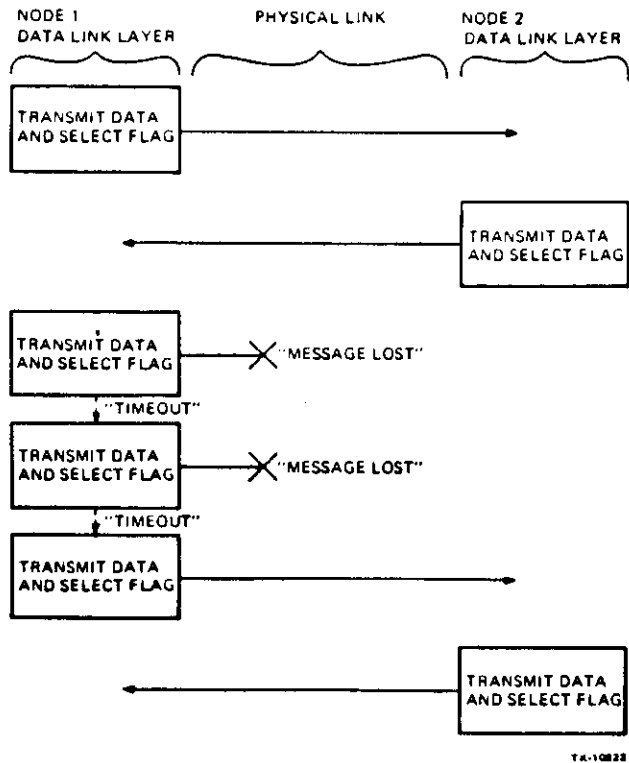 NODE 1
DATA LINK LAYER
PHYSICAL LINK
NODE 2
DATA LINK LAYER
TRANSMIT DATA
AND SELECT FLAG
TRANSMIT DATA
AND SELECT FLAG
TRANSMIT DATA
AND SELECT FLAG
"MESSAGE LOST"
"TIMEOUT"
TRANSMIT DATA
AND SELECT FLAG
"MESSAGE LOST"
"TIMEOUT"
TRANSMIT DATA
AND SELECT FLAG
TRANSMIT DATA
AND SELECT FLAG